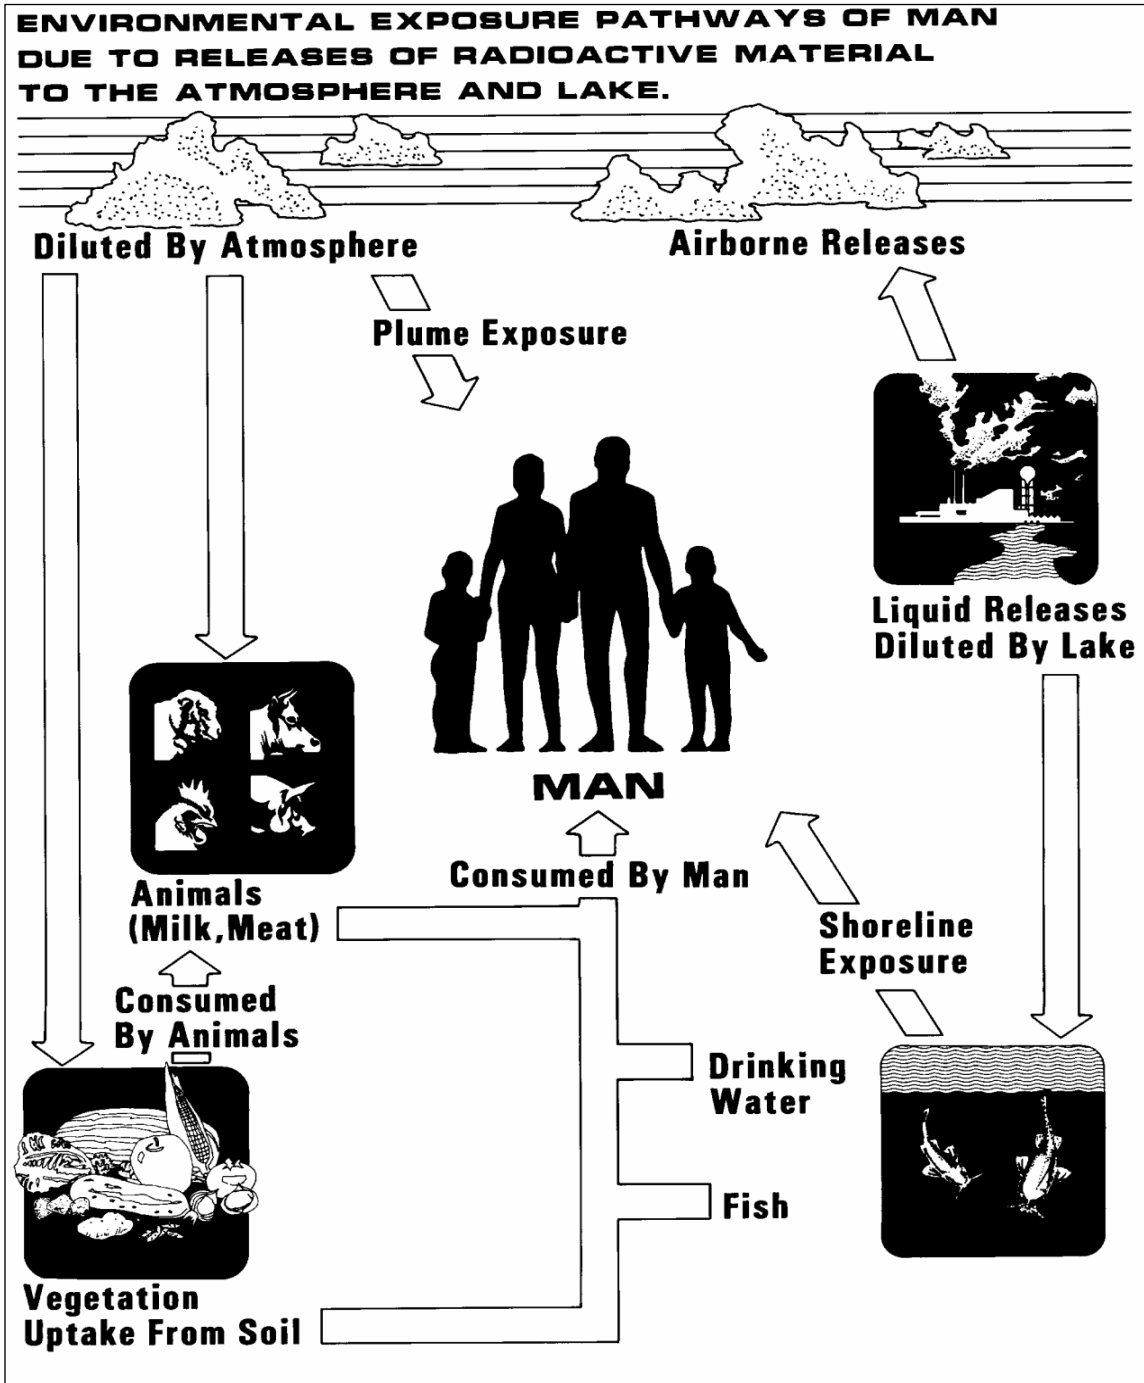 ENVIRONMENTAL EXPOSURE PATHWAYS OF MAN
DUE TO RELEASES OF RADIOACTIVE MATERIAL
TO THE ATMOSPHERE AND LAKE.
Diluted By Atmosphere
Airborne Releases
Plume Exposure
Liquid Releases
Diluted By Lake
MAN
Consumed By Man
Animals
(Milk,Meat)
Shoreline
Exposure
Consumed
By Animals
Drinking
Water
Fish
Vegetation
Uptake From Soil